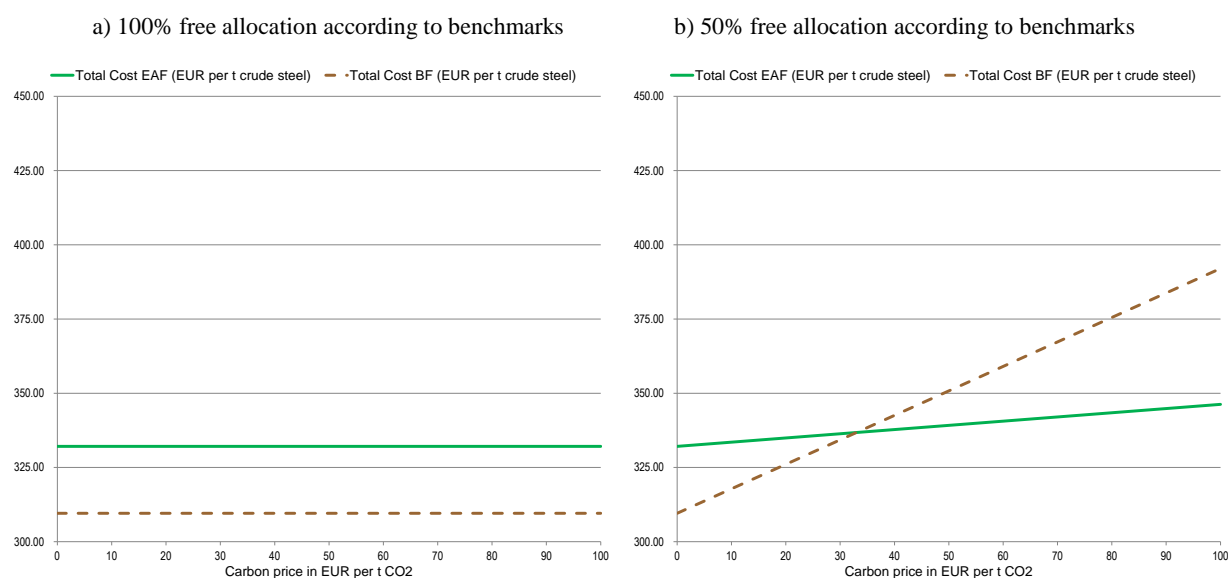 a) 100% free allocation according to benchmarks
Total Cost EAF (EUR per t crude steel) Total Cost BF (EUR per t crude steel)
450.00
425.00
400.00
375.00
350.00
325.00
300.00
0 10 20 30 40 50 60 70 80 90 100
Carbon price in EUR per t CO2
b) 50% free allocation according to benchmarks
Total Cost EAF (EUR per t crude steel) Total Cost BF (EUR per t crude steel)
450.00
425.00
400.00
375.00
350.00
325.00
300.00
0 10 20 30 40 50 60 70 80 90 100
Carbon price in EUR per t CO2